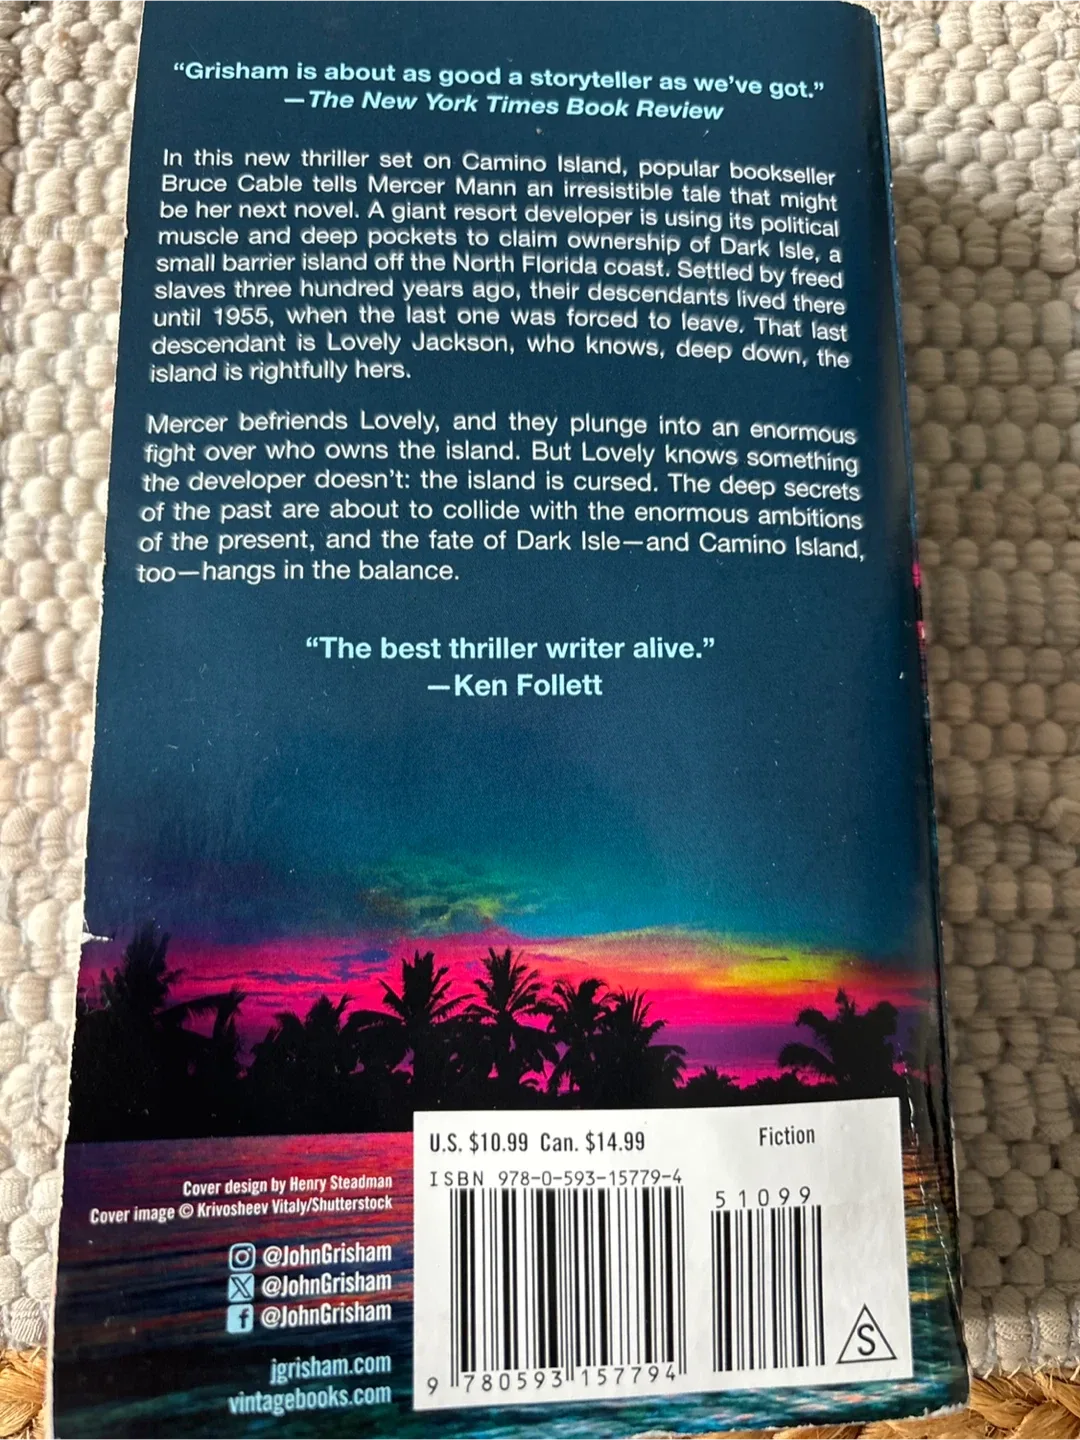 “Grisham is about as good a storyteller as we’ve got.”
—The New York Times Book Review
In this new thriller set on Camino Island, popular bookseller
Bruce Cable tells Mercer Mann an irresistible tale that might
be her next novel. A giant resort developer is using its political
muscle and deep pockets to claim ownership of Dark Isle, a
small barrier island off the North Florida coast. Settled by freed
slaves three hundred years ago, their descendants lived there
until 1955, when the last one was forced to leave. That last
descendant is Lovely Jackson, who knows, deep down, the
island is rightfully hers.
Mercer befriends Lovely, and they plunge into an enormous
fight over who owns the island. But Lovely knows something
the developer doesn’t: the island is cursed. The deep secrets
of the past are about to collide with the enormous ambitions
of the present, and the fate of Dark Isle—and Camino Island,
too—hangs in the balance.
“The best thriller writer alive.”
—Ken Follett
Cover design by Henry Steadman
Cover image © Krivosheev Vitaly/Shutterstock
@JohnGrisham
@JohnGrisham
@JohnGrisham
jgrisham.com
vintagebooks.com
U.S. $10.99 Can. $14.99
Fiction
ISBN 978-0-593-15779-4
51099
9 780593 157794
S